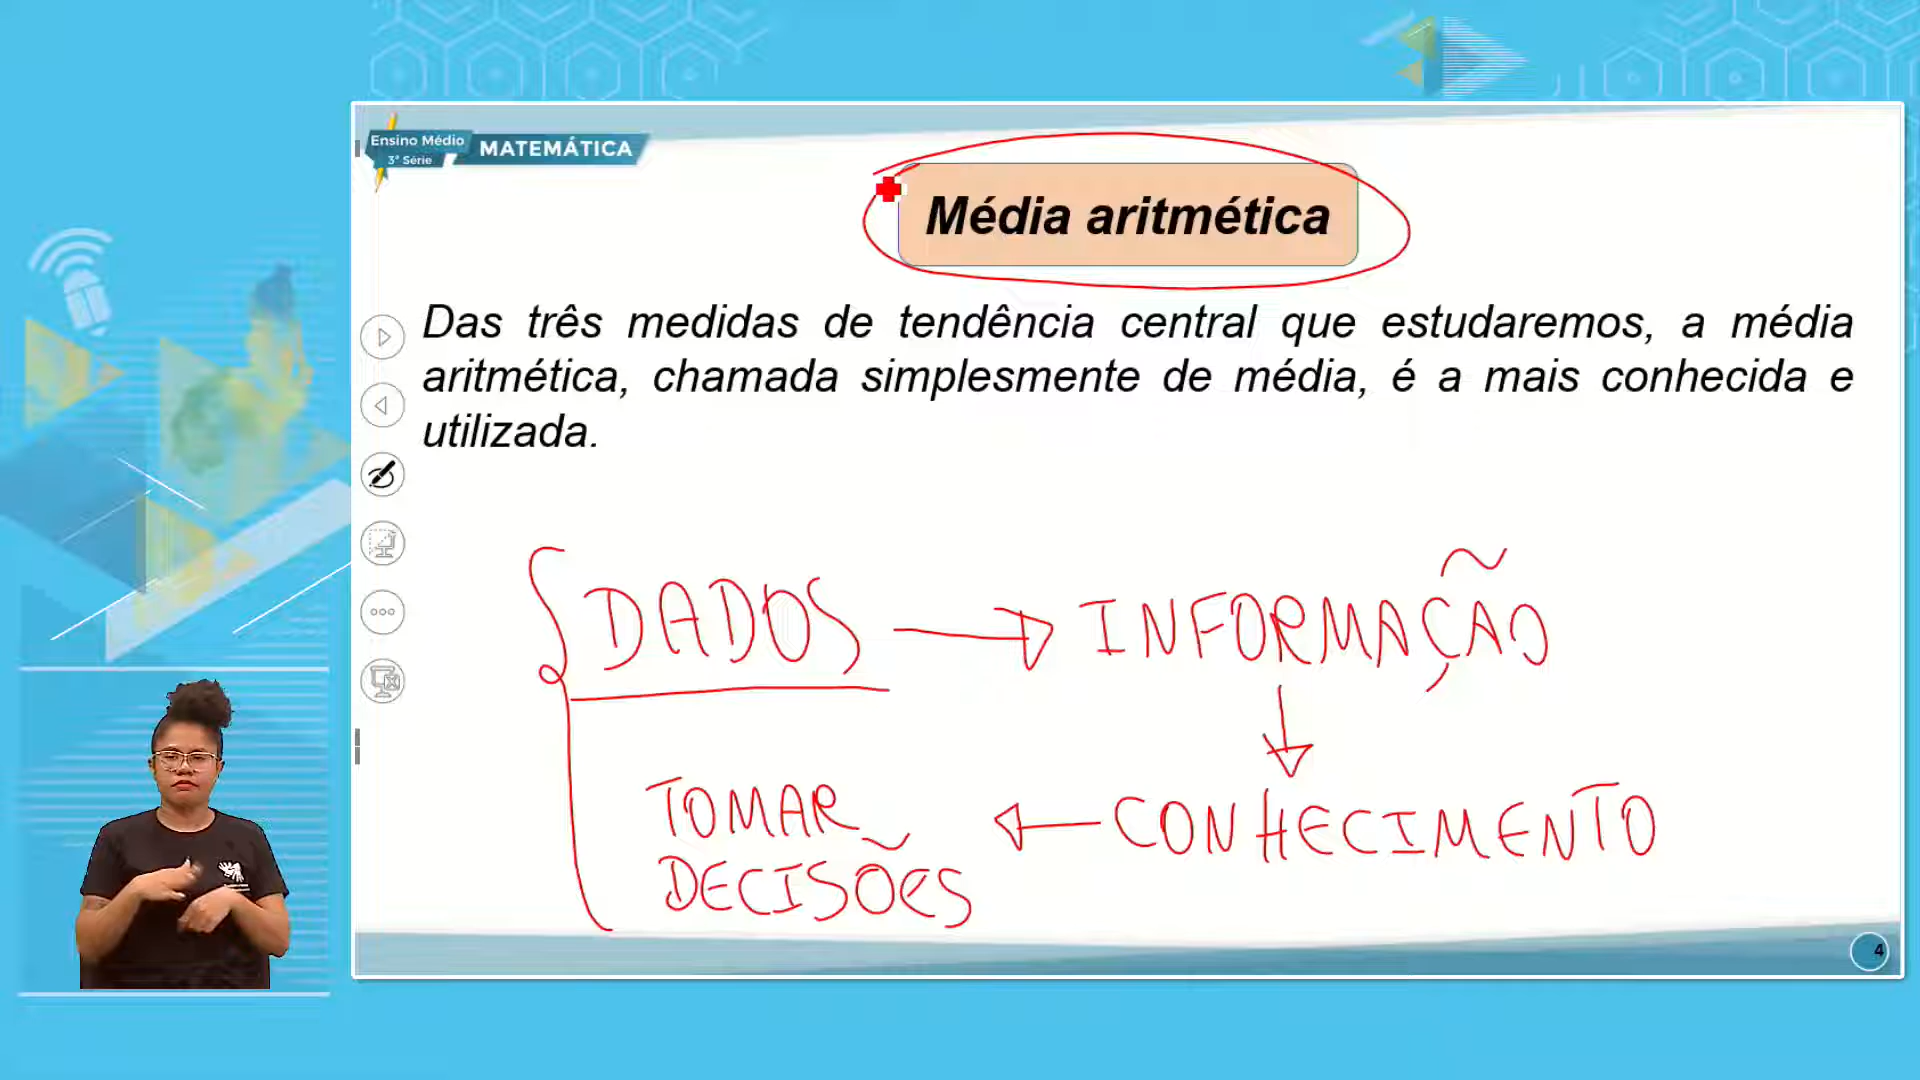 Ensino Médio
3ª Série
MATEMÁTICA
Média aritmética
Das três medidas de tendência central que estudaremos, a média
aritmética, chamada simplesmente de média, é a mais conhecida e
utilizada.
DADOS
INFORMAÇÃO
CONHECIMENTO
TOMAR
DECISÕES
4